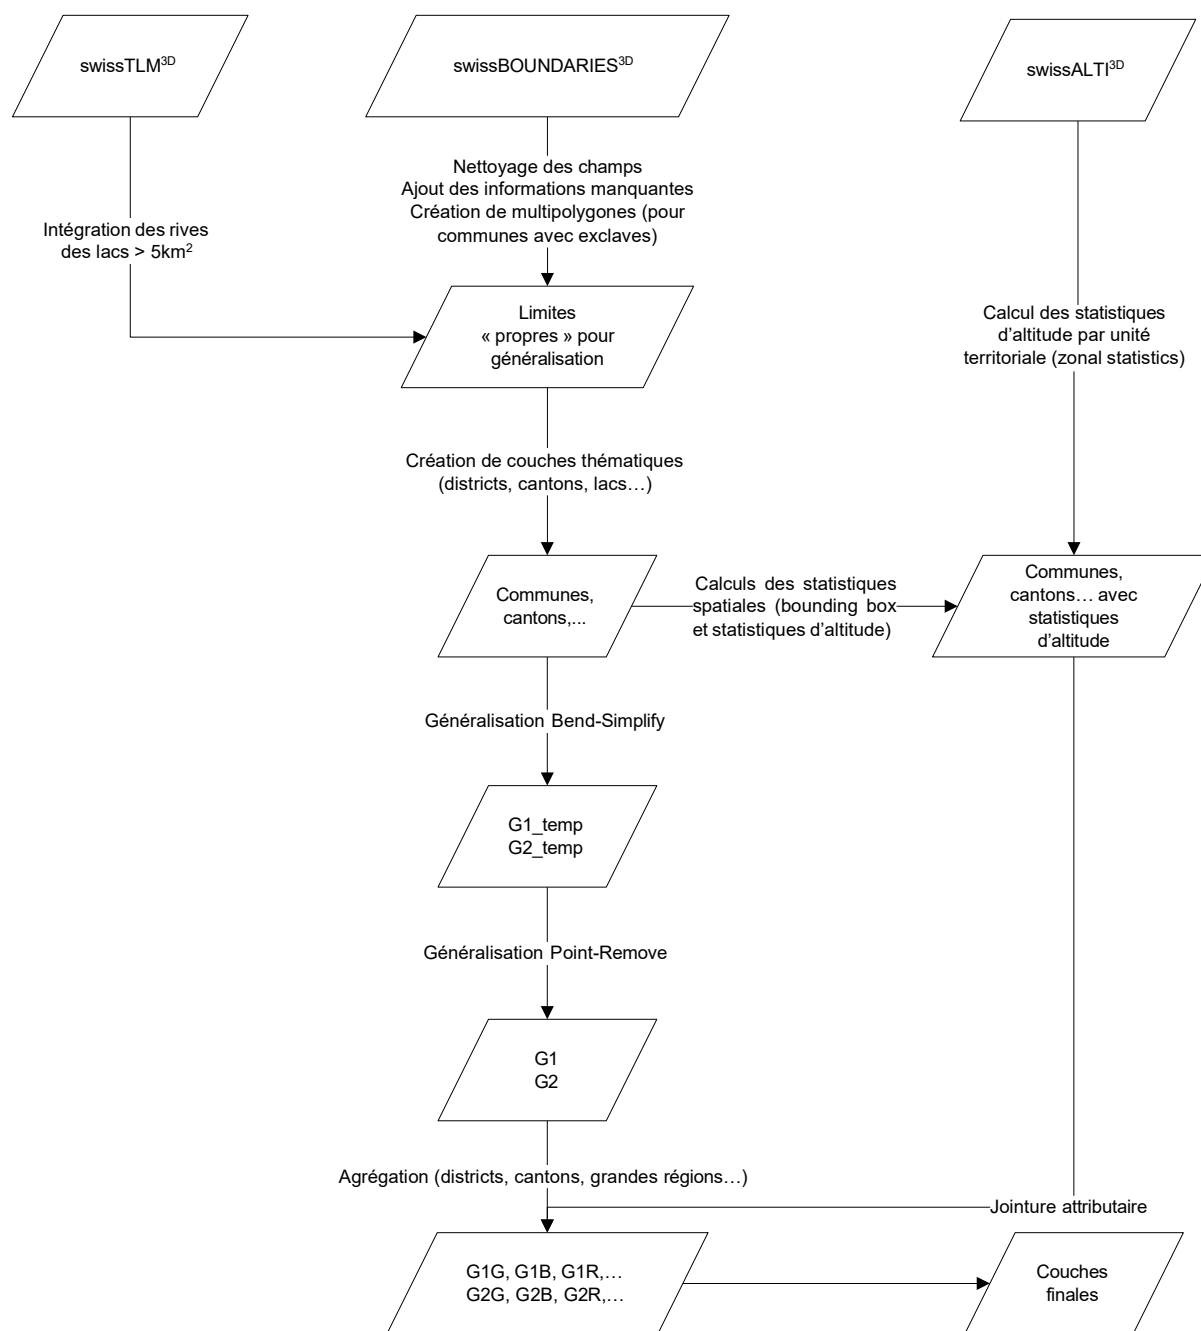 swissTLM3D
swissBOUNDARIES3D
swissALTI3D
Nettoyage des champs
Ajout des informations manquantes
Création de multipolygones (pour
communes avec exclaves)
Intégration des rives
des lacs > 5km2
Limites
« propres » pour
généralisation
Calcul des statistiques
d'altitude par unité
territoriale (zonal statistics)
Création de couches thématiques
(districts, cantons, lacs…)
Communes,
cantons,...
Calculs des statistiques
spatiales (bounding box
et statistiques d'altitude)
Communes,
cantons… avec
statistiques
d'altitude
Généralisation Bend-Simplify
G1_temp
G2_temp
Généralisation Point-Remove
G1
G2
Agrégation (districts, cantons, grandes régions…)
Jointure attributaire
G1G, G1B, G1R,…
G2G, G2B, G2R,…
Couches
finales